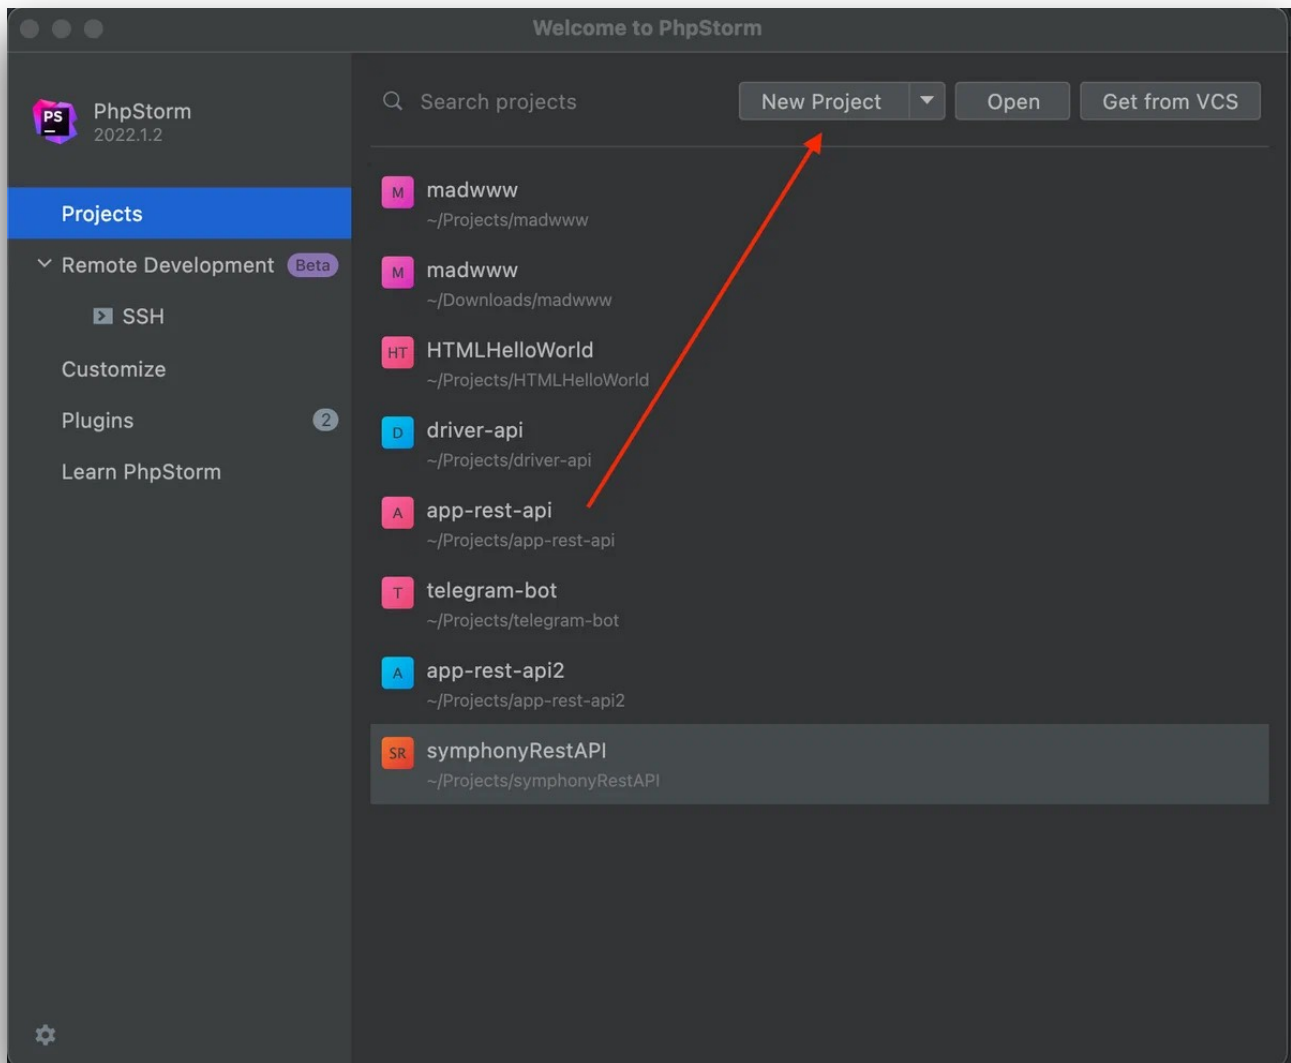 Welcome to PhpStorm
PS
PhpStorm
2022.1.2
Projects
Remote Development Beta
SSH
Customize
Plugins 2
Learn PhpStorm
Search projects New Project Open Get from VCS
M madwww
~/Projects/madwww
M madwww
~/Downloads/madwww
HT HTMLHelloWorld
~/Projects/HTMLHelloWorld
D driver-api
~/Projects/driver-api
A app-rest-api
~/Projects/app-rest-api
T telegram-bot
~/Projects/telegram-bot
A app-rest-api2
~/Projects/app-rest-api2
SR symphonyRestAPI
~/Projects/symphonyRestAPI